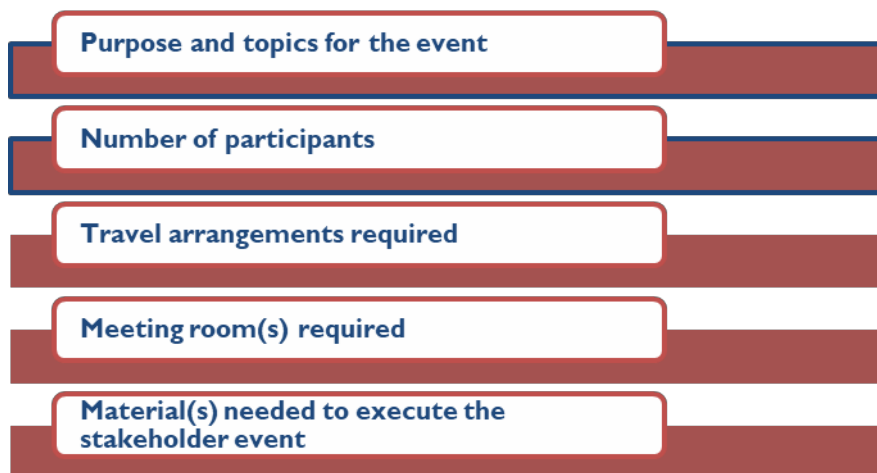 Purpose and topics for the event
Number of participants
Travel arrangements required
Meeting room(s) required
Material(s) needed to execute the
stakeholder event